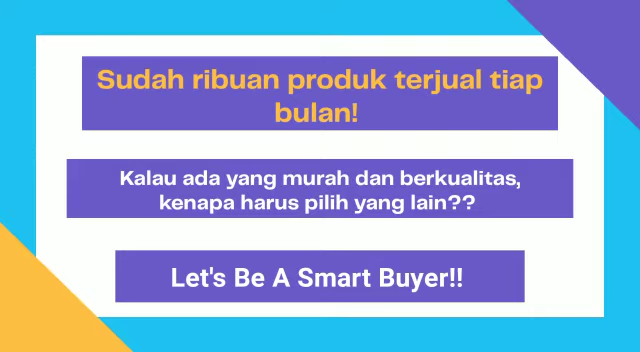 Sudah ribuan produk terjual tiap
bulan!
Kalau ada yang murah dan berkualitas,
kenapa harus pilih yang lain??
Let's Be A Smart Buyer!!